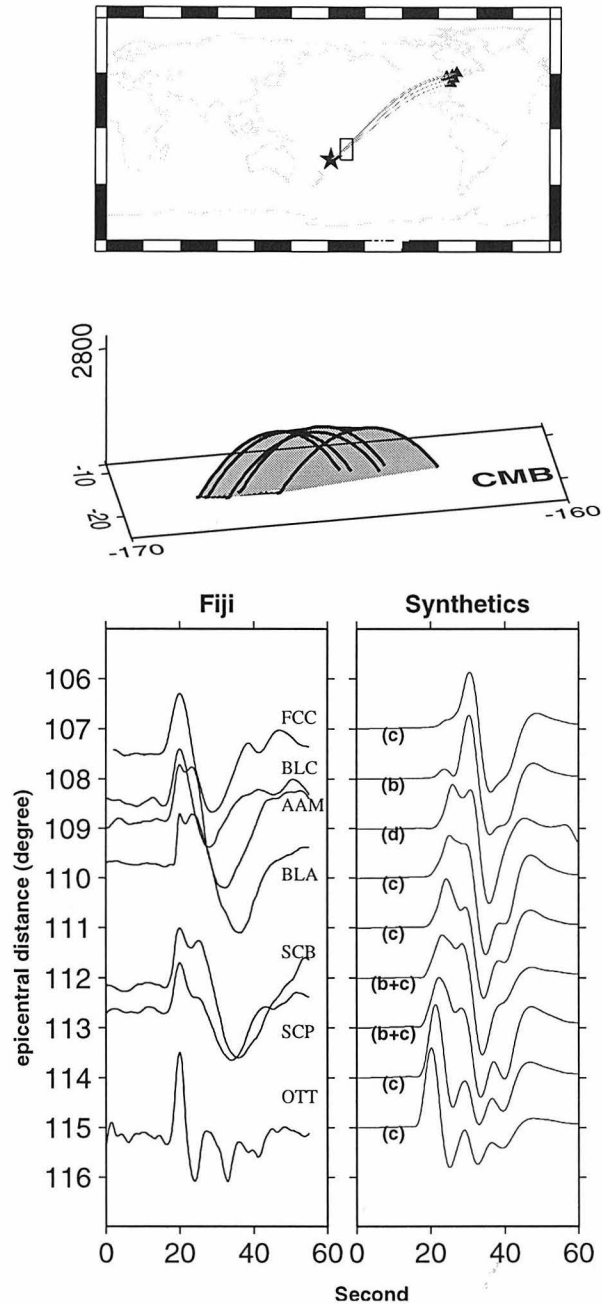 2800
-10
-20
-170
CMB
-160
Fiji
Synthetics
epicentral distance (degree)
106
107
108
109
110
111
112
113
114
115
116
FCC
BLC
AAM
BLA
SCB
SCP
OTT
(c)
(b)
(d)
(c)
(c)
(b+c)
(b+c)
(c)
(c)
0
20
40
60
0
20
40
60
Second